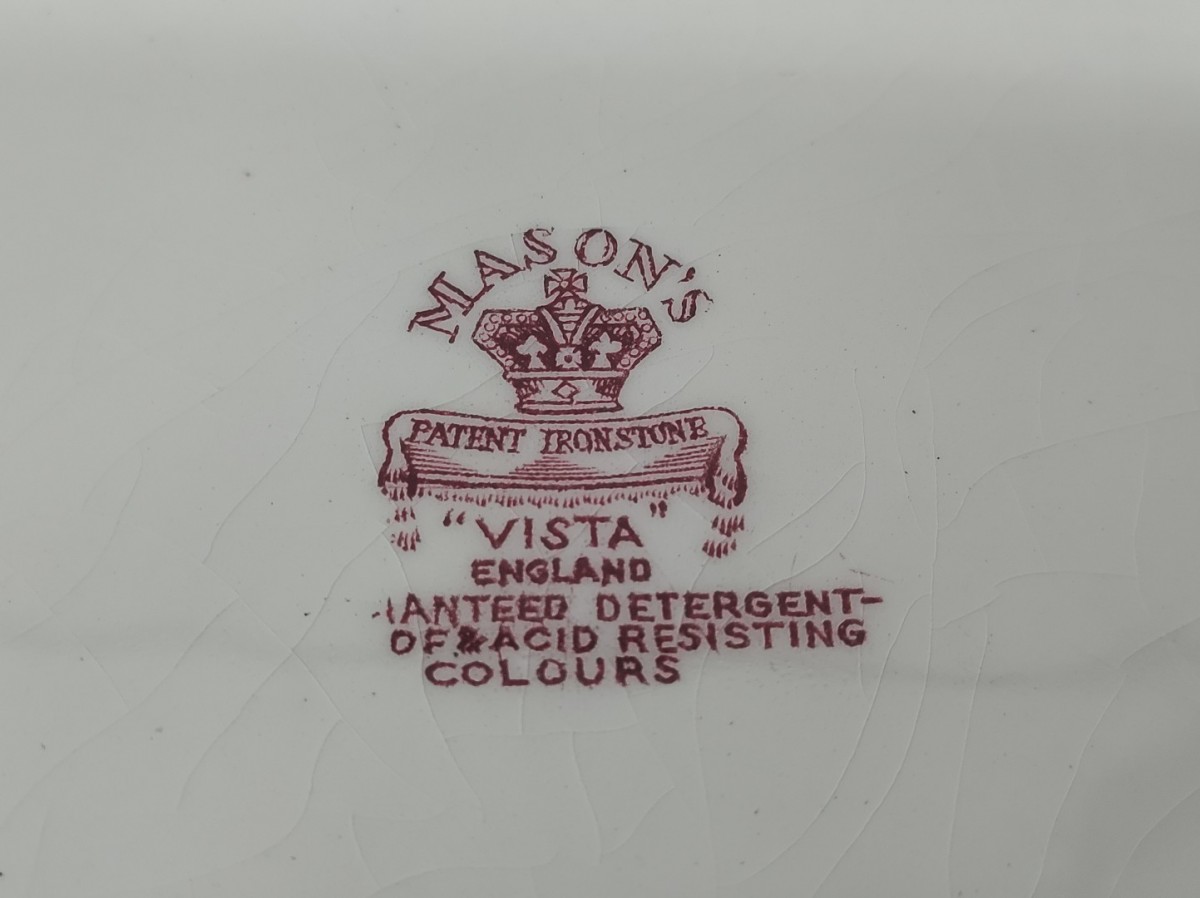 MASON'S
PATENT IRONSTONE
"VISTA"
ENGLAND
ANTEED DETERGENT-
OF & ACID RESISTING
COLOURS